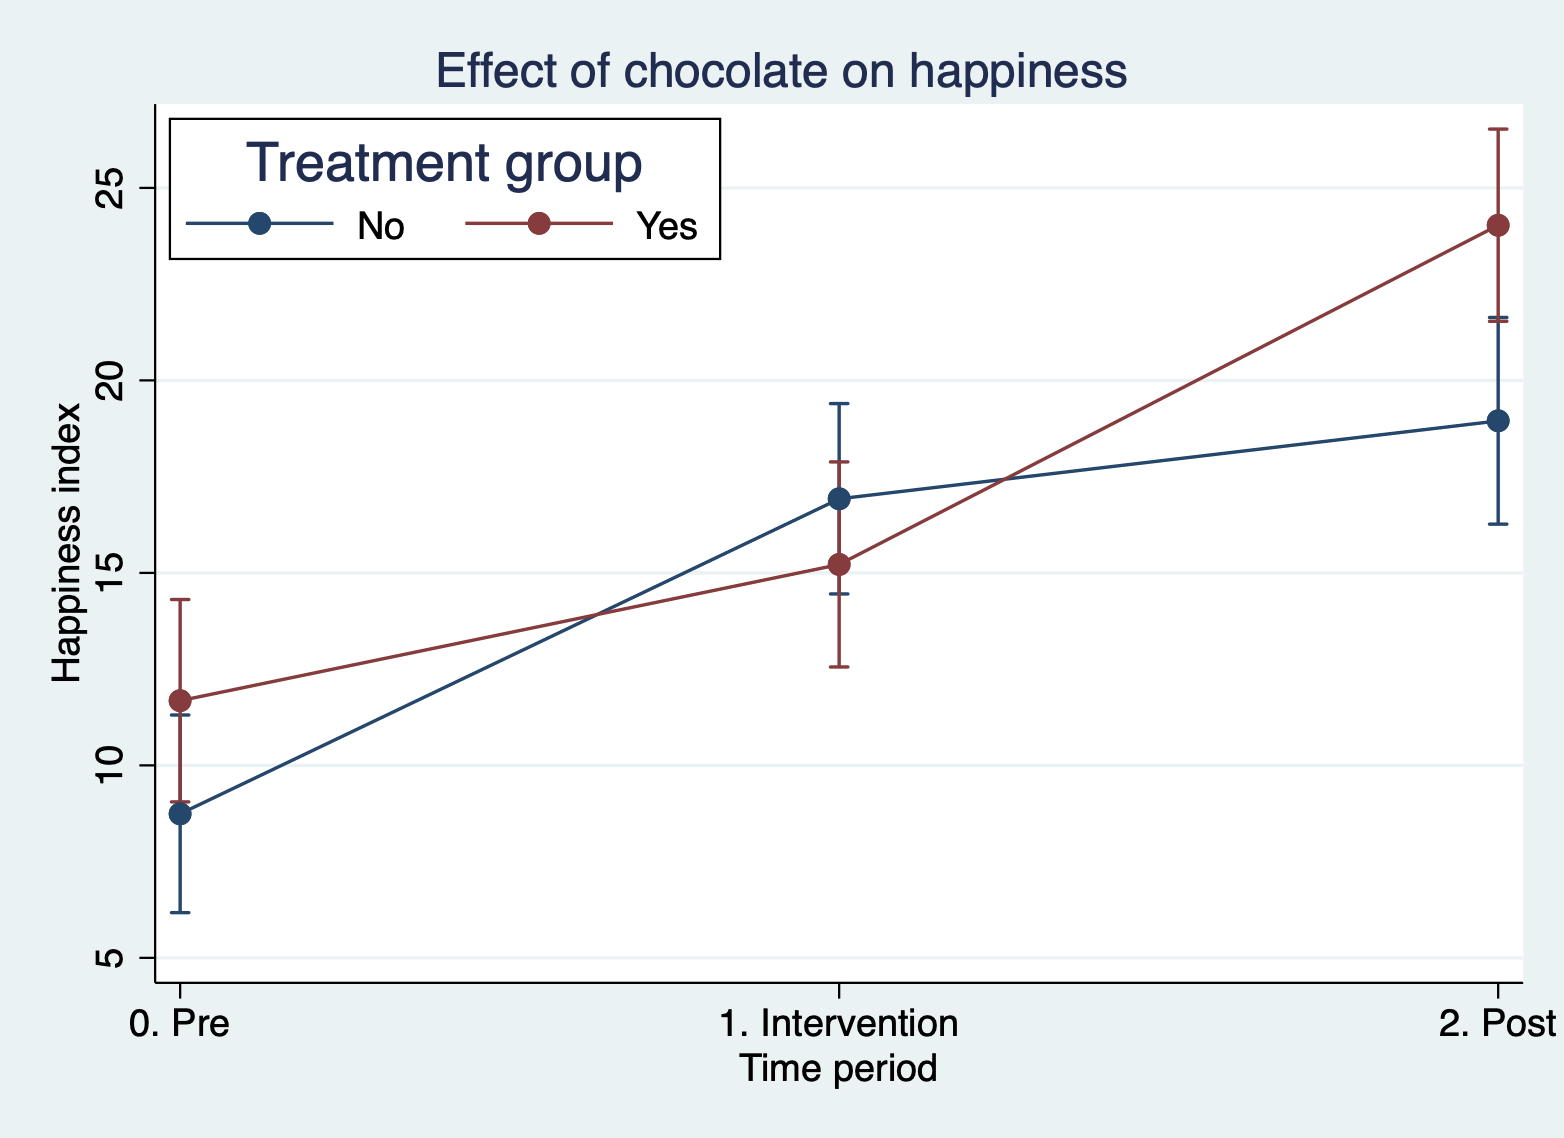 Effect of chocolate on happiness
Treatment group
No Yes
Happiness index
25
20
15
10
5
0. Pre 1. Intervention 2. Post
Time period